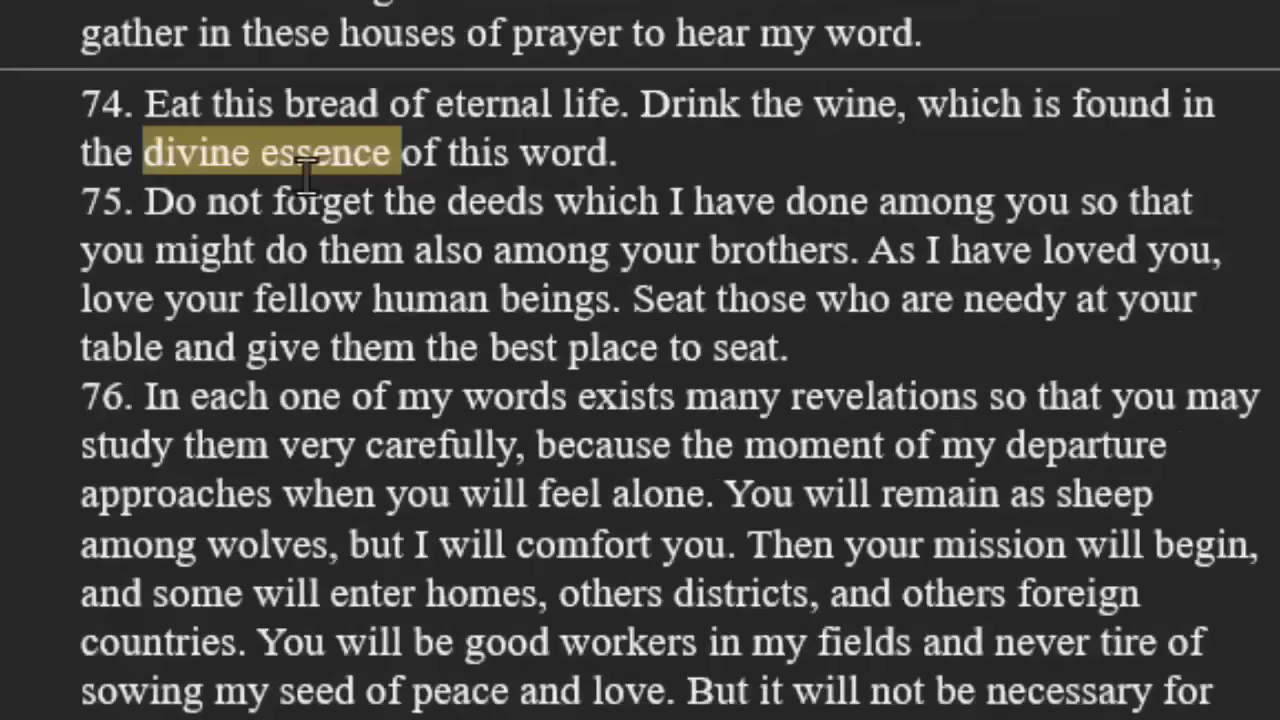 gather in these houses of prayer to hear my word.
74. Eat this bread of eternal life. Drink the wine, which is found in
the divine essence of this word.
75. Do not forget the deeds which I have done among you so that
you might do them also among your brothers. As I have loved you,
love your fellow human beings. Seat those who are needy at your
table and give them the best place to seat.
76. In each one of my words exists many revelations so that you may
study them very carefully, because the moment of my departure
approaches when you will feel alone. You will remain as sheep
among wolves, but I will comfort you. Then your mission will begin,
and some will enter homes, others districts, and others foreign
countries. You will be good workers in my fields and never tire of
sowing my seed of peace and love. But it will not be necessary for